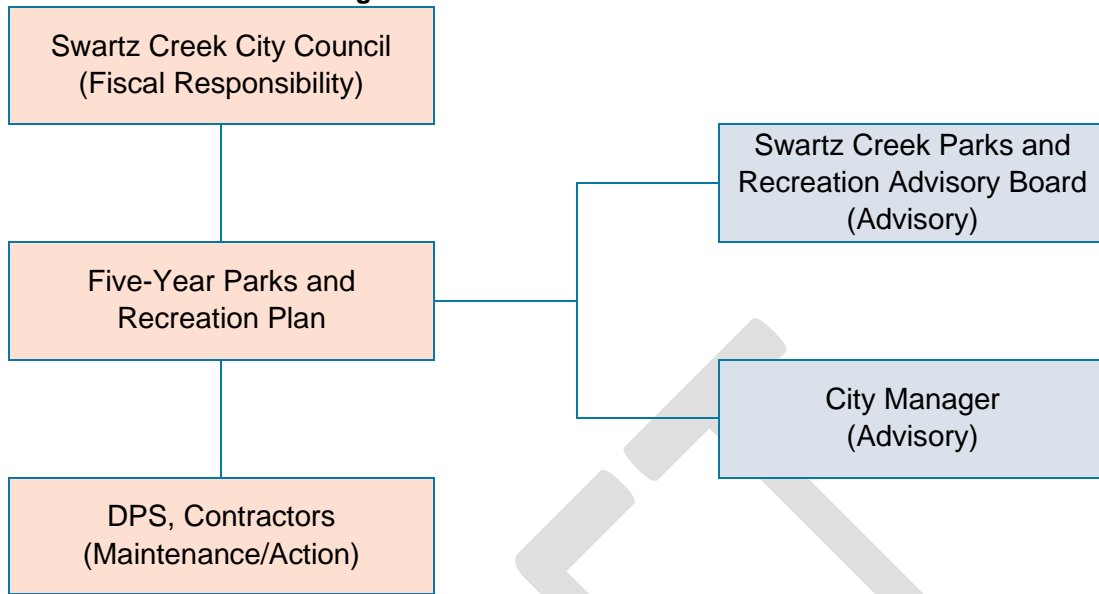 Swartz Creek City Council
(Fiscal Responsibility)
Swartz Creek Parks and
Recreation Advisory Board
(Advisory)
Five-Year Parks and
Recreation Plan
City Manager
(Advisory)
DPS, Contractors
(Maintenance/Action)